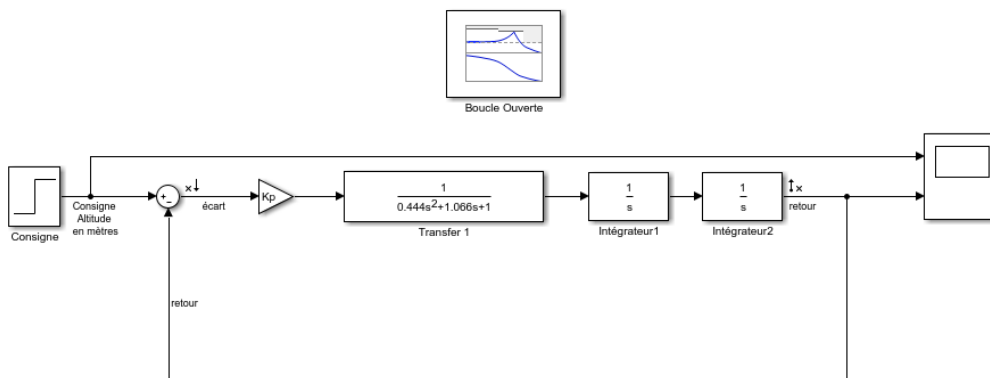 Boucle Ouverte
+
-
écart
Kp
1
0.444s²+1.066s+1
1
s
1
s
retour
Consigne
Altitude
en mètres
Consigne
Transfer 1
Intégrateur1
Intégrateur2
retour